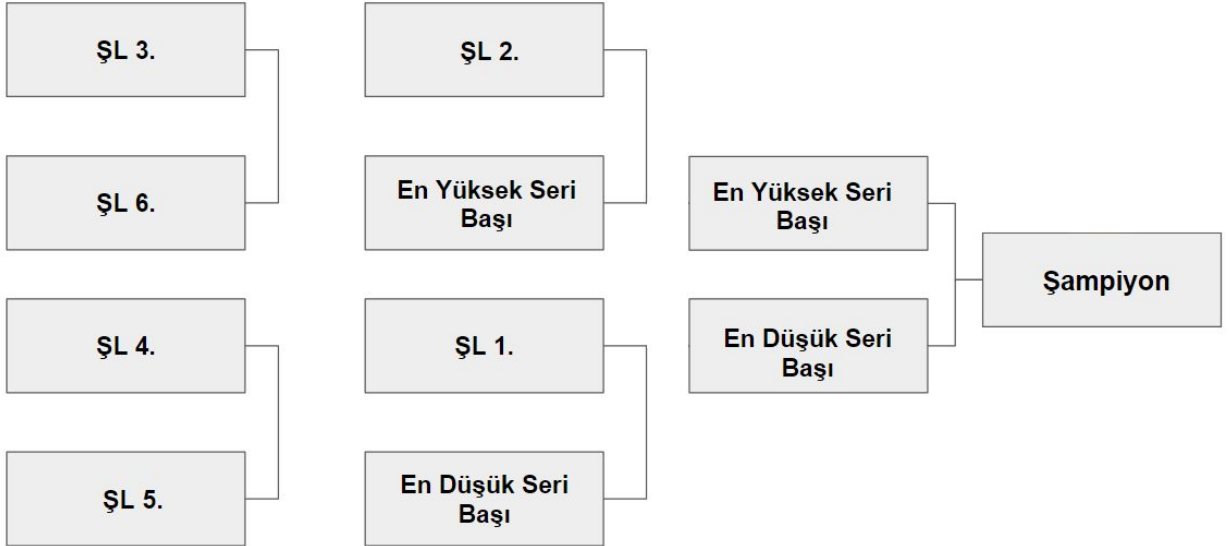 ŞL 3.
ŞL 6.
ŞL 4.
ŞL 5.
ŞL 2.
En Yüksek Seri
Başı
ŞL 1.
En Düşük Seri
Başı
En Yüksek Seri
Başı
En Düşük Seri
Başı
Şampiyon